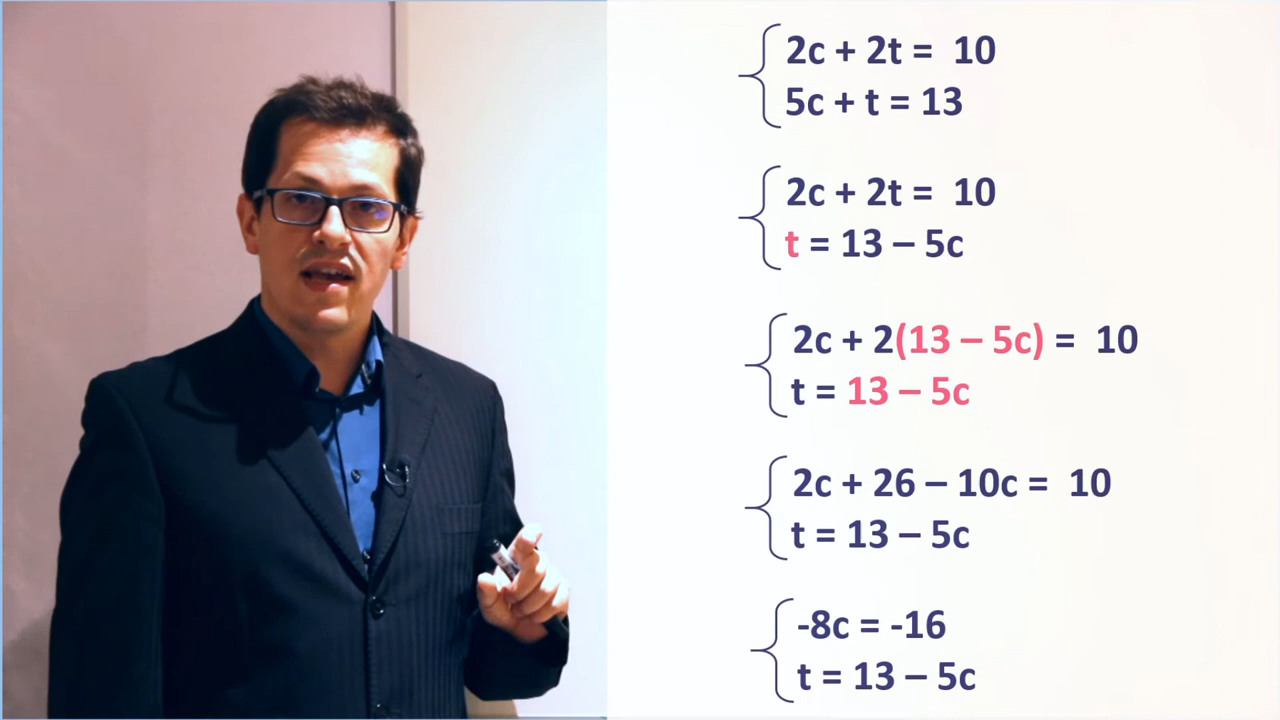 2c + 2t = 10
5c + t = 13
2c + 2t = 10
t = 13 – 5c
2c + 2(13 – 5c) = 10
t = 13 – 5c
2c + 26 – 10c = 10
t = 13 – 5c
-8c = -16
t = 13 – 5c